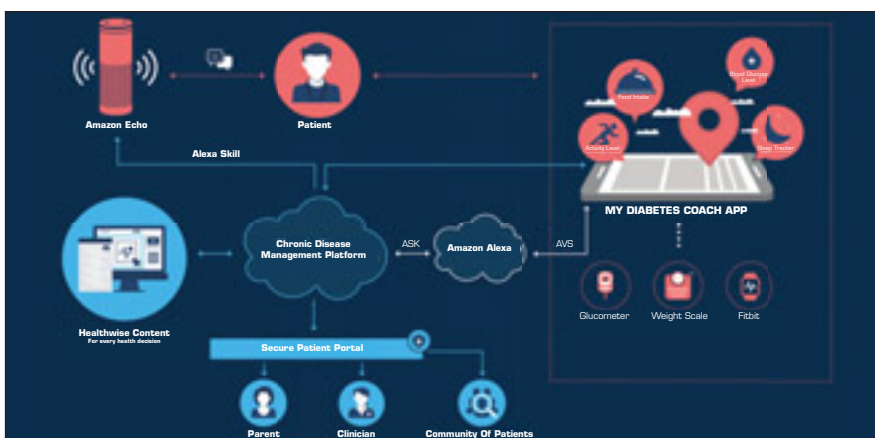 Blood Glucose
Level
Food Intake
Activity Level
Sleep Tracker
Amazon Echo
Patient
Alexa Skill
MY DIABETES COACH APP
Chronic Disease
Management Platform
ASK
Amazon Alexa
AVS
Glucometer
Weight Scale
Fitbit
Healthwise Content
For every health decision
Secure Patient Portal
Parent
Clinician
Community Of Patients